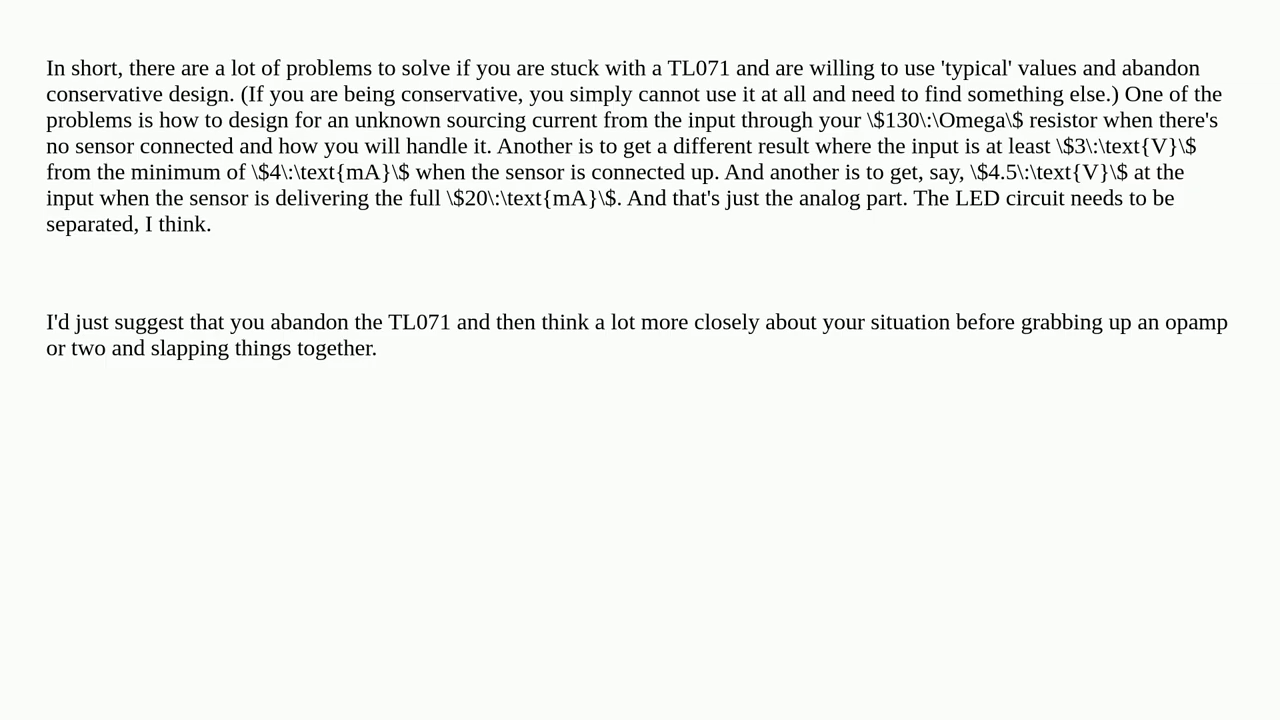 In short, there are a lot of problems to solve if you are stuck with a TL071 and are willing to use 'typical' values and abandon
conservative design. (If you are being conservative, you simply cannot use it at all and need to find something else.) One of the
problems is how to design for an unknown sourcing current from the input through your \$130\:\Omega\$ resistor when there's
no sensor connected and how you will handle it. Another is to get a different result where the input is at least \$3\:\text{V}\$
from the minimum of \$4\:\text{mA}\$ when the sensor is connected up. And another is to get, say, \$4.5\:\text{V}\$ at the
input when the sensor is delivering the full \$20\:\text{mA}\$. And that's just the analog part. The LED circuit needs to be
separated, I think.
I'd just suggest that you abandon the TL071 and then think a lot more closely about your situation before grabbing up an opamp
or two and slapping things together.